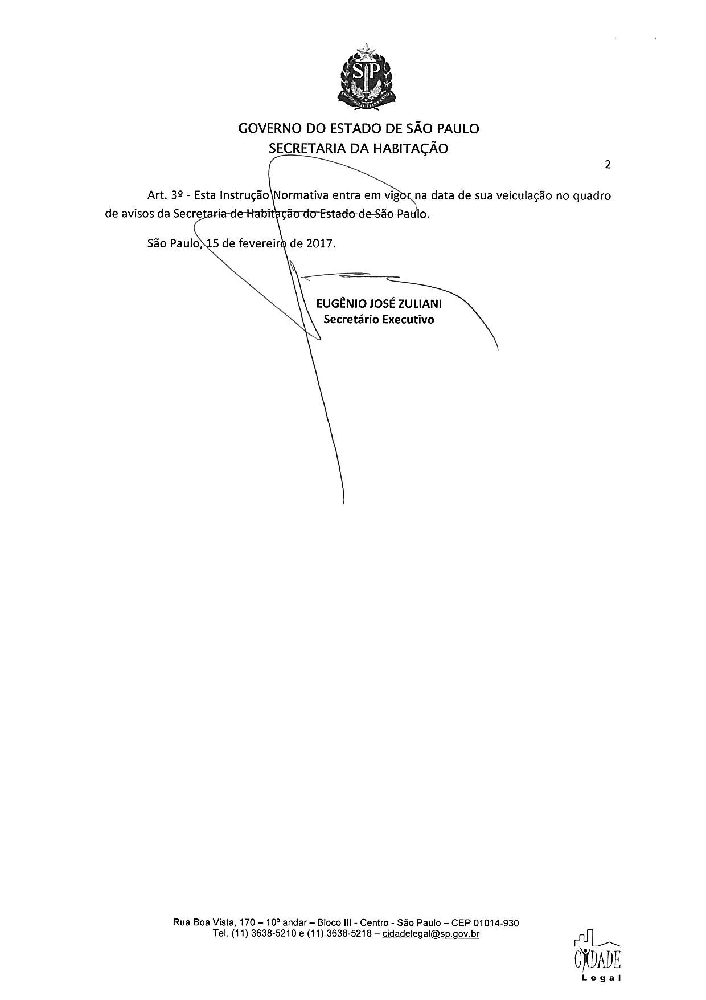 SP
GOVERNO DO ESTADO DE SÃO PAULO
SECRETARIA DA HABITAÇÃO
2
Art. 3º - Esta Instrução Normativa entra em vigor na data de sua veiculação no quadro
de avisos da Secretaria de Habitação do Estado de São Paulo.
São Paulo, 15 de fevereiro de 2017.
EUGÊNIO JOSÉ ZULIANI
Secretário Executivo
Rua Boa Vista, 170 – 10º andar – Bloco III - Centro - São Paulo – CEP 01014-930
Tel. (11) 3638-5210 e (11) 3638-5218 – cidadelegal@sp.gov.br
CIDADE
Legal